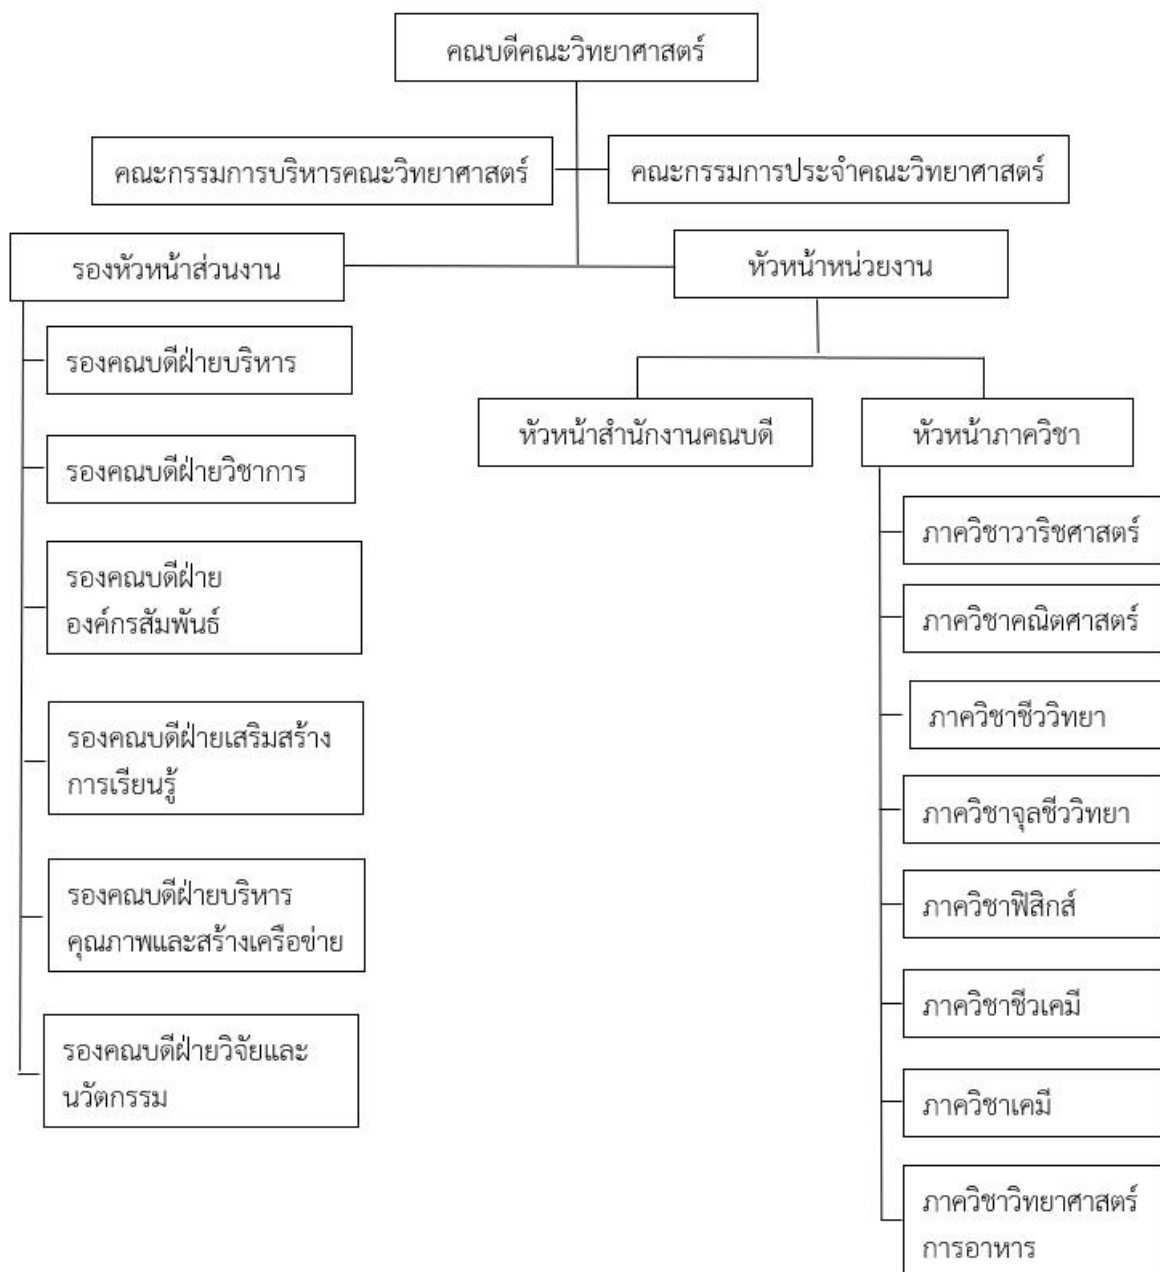 คณบดีคณะวิทยาศาสตร์
คณะกรรมการบริหารคณะวิทยาศาสตร์
คณะกรรมการประจำคณะวิทยาศาสตร์
รองหัวหน้าส่วนงาน
หัวหน้าหน่วยงาน
รองคณบดีฝ่ายบริหาร
รองคณบดีฝ่ายวิชาการ
รองคณบดีฝ่าย
องค์กรสัมพันธ์
รองคณบดีฝ่ายเสริมสร้าง
การเรียนรู้
รองคณบดีฝ่ายบริหาร
คุณภาพและสร้างเครือข่าย
รองคณบดีฝ่ายวิจัยและ
นวัตกรรม
หัวหน้าสำนักงานคณบดี
หัวหน้าภาควิชา
ภาควิชาวาริชศาสตร์
ภาควิชาคณิตศาสตร์
ภาควิชาชีววิทยา
ภาควิชาจุลชีววิทยา
ภาควิชาฟิสิกส์
ภาควิชาชีวเคมี
ภาควิชาเคมี
ภาควิชาวิทยาศาสตร์
การอาหาร